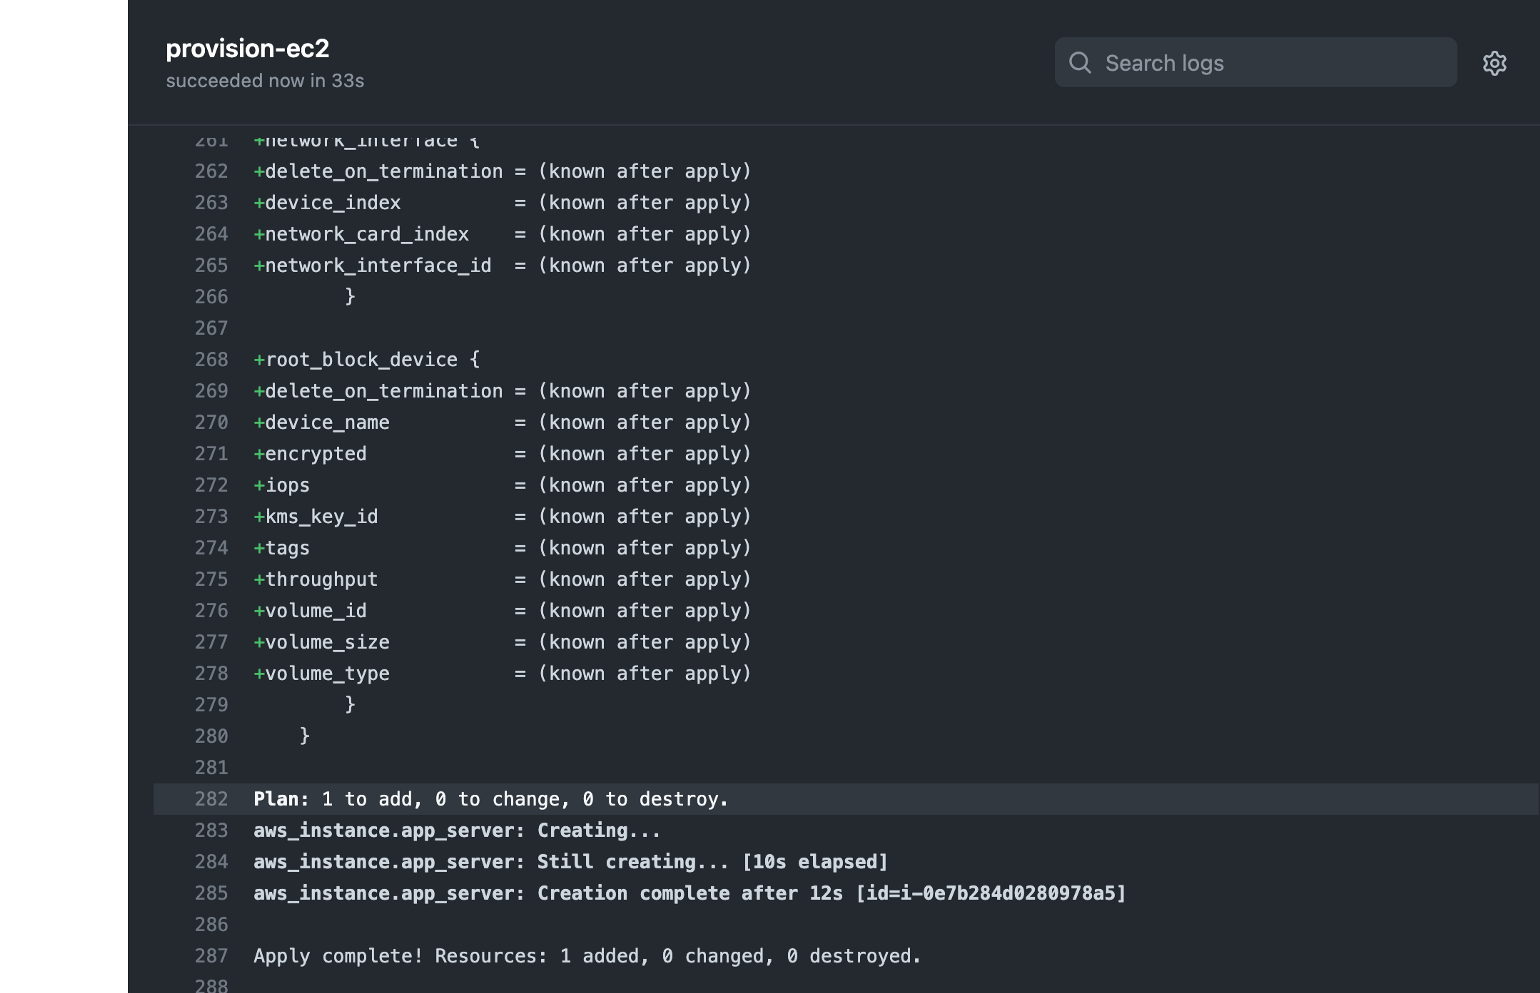 provision-ec2
succeeded now in 33s
Search logs
261 +network_interface {
262 +delete_on_termination = (known after apply)
263 +device_index = (known after apply)
264 +network_card_index = (known after apply)
265 +network_interface_id = (known after apply)
266 }
267
268 +root_block_device {
269 +delete_on_termination = (known after apply)
270 +device_name = (known after apply)
271 +encrypted = (known after apply)
272 +iops = (known after apply)
273 +kms_key_id = (known after apply)
274 +tags = (known after apply)
275 +throughput = (known after apply)
276 +volume_id = (known after apply)
277 +volume_size = (known after apply)
278 +volume_type = (known after apply)
279 }
280 }
281
282 Plan: 1 to add, 0 to change, 0 to destroy.
283 aws_instance.app_server: Creating...
284 aws_instance.app_server: Still creating... [10s elapsed]
285 aws_instance.app_server: Creation complete after 12s [id=i-0e7b284d0280978a5]
286
287 Apply complete! Resources: 1 added, 0 changed, 0 destroyed.
288